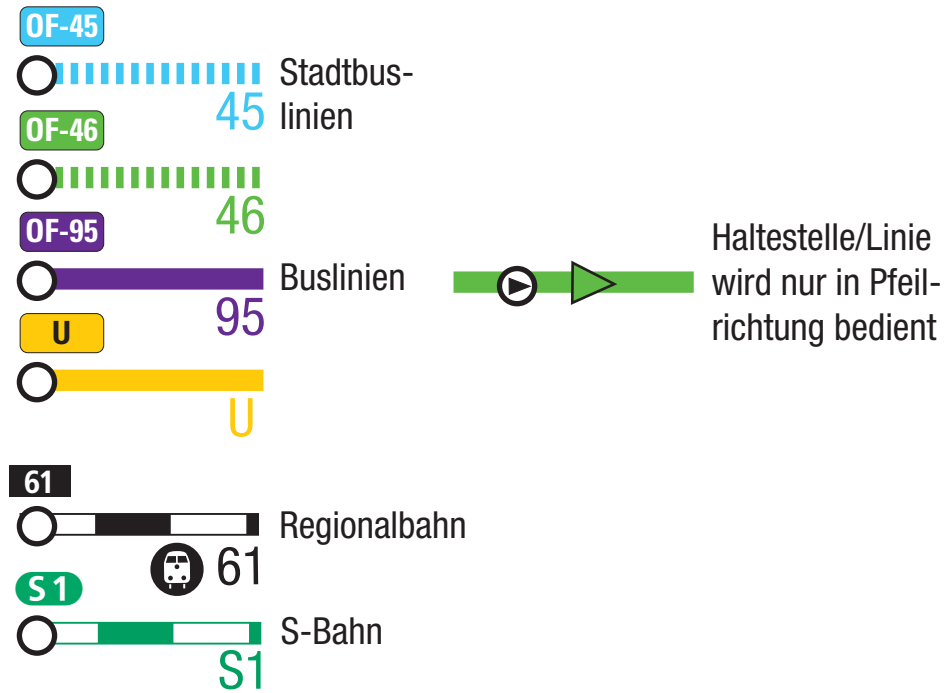 OF-45
Stadtbus-
linien
45
OF-46
46
OF-95
Buslinien
95
U
U
Haltestelle/Linie
wird nur in Pfeil-
richtung bedient
61
Regionalbahn
61
S 1
S-Bahn
S1